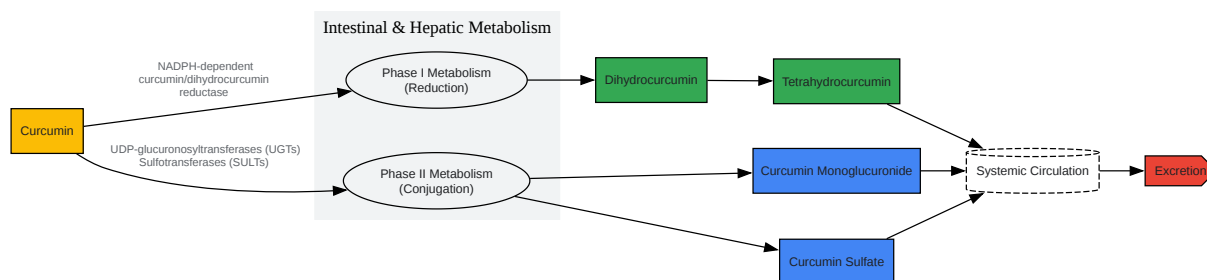 Intestinal & Hepatic Metabolism
NADPH-dependent
curcumin/dihydrocurcumin
reductase
Phase I Metabolism
(Reduction)
Dihydrocurcumin
Tetrahydrocurcumin
Curcumin
UDP-glucuronosyltransferases (UGTs)
Sulfotransferases (SULTs)
Phase II Metabolism
(Conjugation)
Curcumin Monoglucuronide
Systemic Circulation
Excretion
Curcumin Sulfate